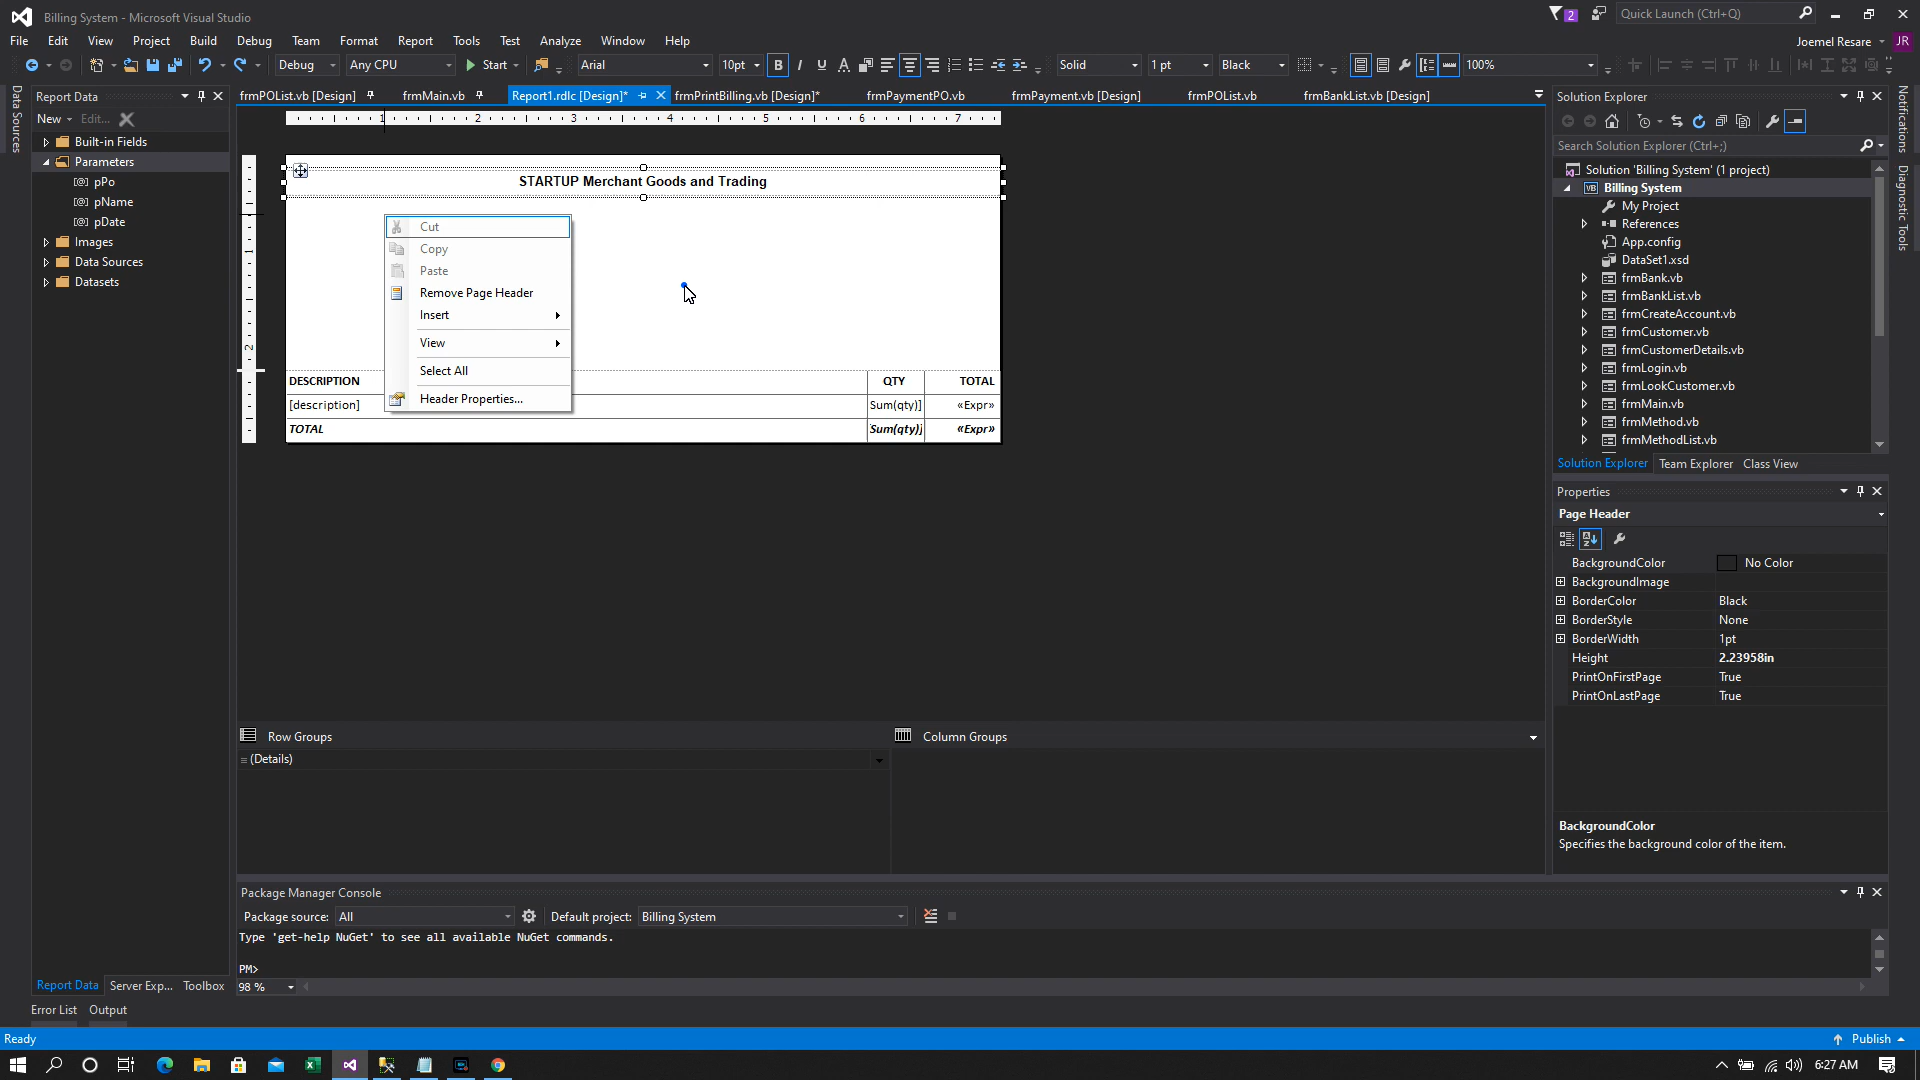 Billing System - Microsoft Visual Studio
2
Quick Launch (Ctrl+Q)
File Edit View Project Build Debug Team Format Report Tools Test Analyze Window Help
Joemel Resare JR
Debug Any CPU Start Arial 10pt B I U A Solid 1 pt Black 100%
Data Sources
Report Data
New Edit...
Built-in Fields
Parameters
pPo
pName
pDate
Images
Data Sources
Datasets
frmPOList.vb [Design] frmMain.vb Report1.rdlc [Design]* frmPrintBilling.vb [Design]* frmPaymentPO.vb frmPayment.vb [Design] frmPOList.vb frmBankList.vb [Design]
1 2 3 4 5 6 7
STARTUP Merchant Goods and Trading
1
2
Cut
Copy
Paste
Remove Page Header
Insert
View
Select All
Header Properties...
DESCRIPTION QTY TOTAL
[description] Sum(qty)] «Expr»
TOTAL Sum(qty)] «Expr»
Row Groups
(Details)
Column Groups
Package Manager Console
Package source: All Default project: Billing System
Type 'get-help NuGet' to see all available NuGet commands.
PM>
98 %
Report Data Server Exp... Toolbox
Error List Output
Solution Explorer
Search Solution Explorer (Ctrl+;)
Solution 'Billing System' (1 project)
VB Billing System
My Project
References
App.config
DataSet1.xsd
frmBank.vb
frmBankList.vb
frmCreateAccount.vb
frmCustomer.vb
frmCustomerDetails.vb
frmLogin.vb
frmLookCustomer.vb
frmMain.vb
frmMethod.vb
frmMethodList.vb
Solution Explorer Team Explorer Class View
Properties
Page Header
BackgroundColor No Color
BackgroundImage
BorderColor Black
BorderStyle None
BorderWidth 1pt
Height 2.23958in
PrintOnFirstPage True
PrintOnLastPage True
BackgroundColor
Specifies the background color of the item.
Notifications
Diagnostic Tools
Ready
Publish
6:27 AM